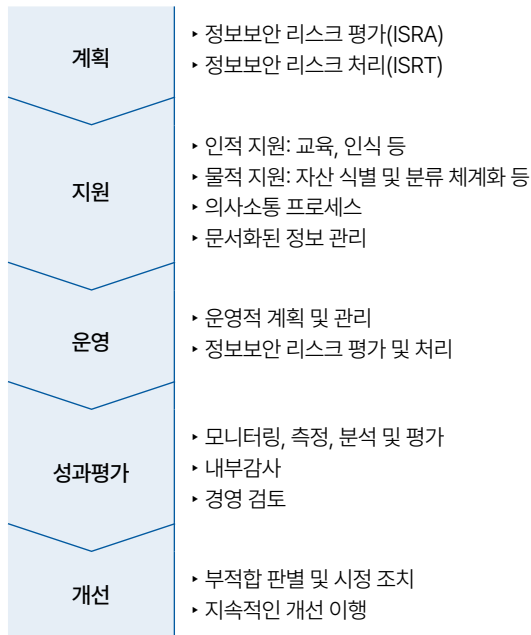 계획
‣ 정보보안 리스크 평가(ISRA)
‣ 정보보안 리스크 처리(ISRT)
지원
‣ 인적 지원: 교육, 인식 등
‣ 물적 지원: 자산 식별 및 분류 체계화 등
‣ 의사소통 프로세스
‣ 문서화된 정보 관리
운영
‣ 운영적 계획 및 관리
‣ 정보보안 리스크 평가 및 처리
성과평가
‣ 모니터링, 측정, 분석 및 평가
‣ 내부감사
‣ 경영 검토
개선
‣ 부적합 판별 및 시정 조치
‣ 지속적인 개선 이행